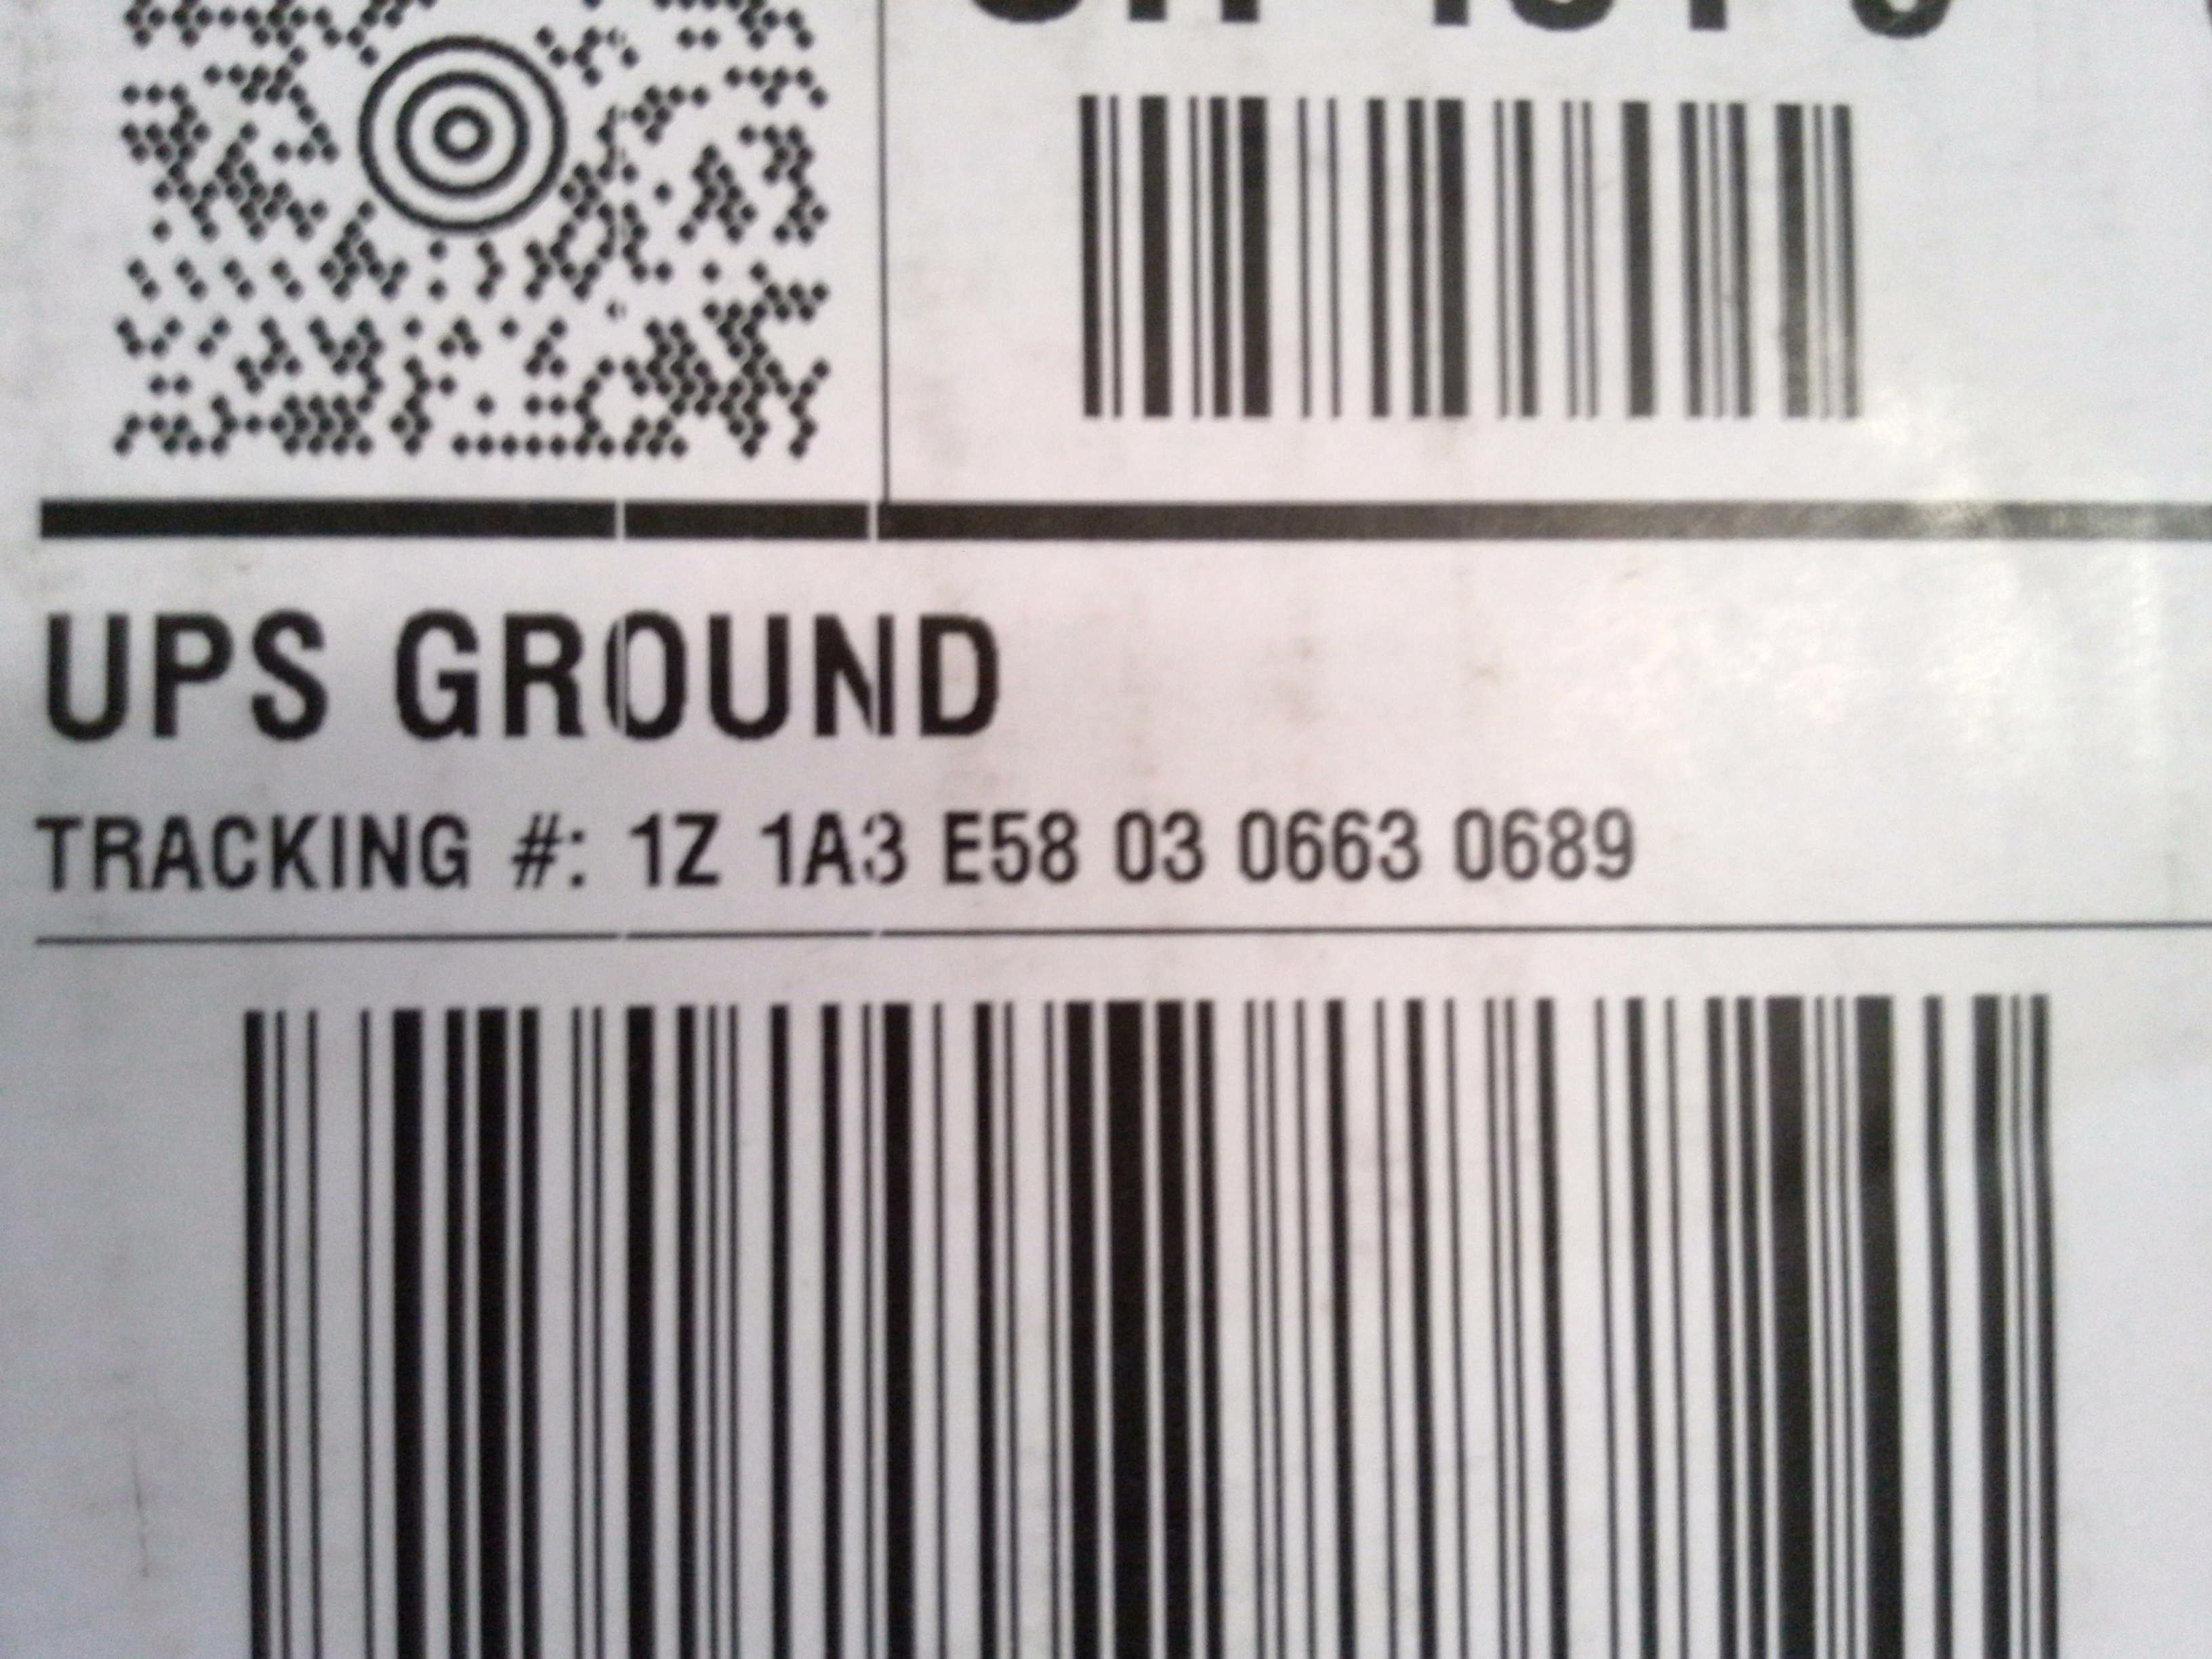 UPS GROUND
TRACKING #: 1Z 1A3 E58 03 0663 0689